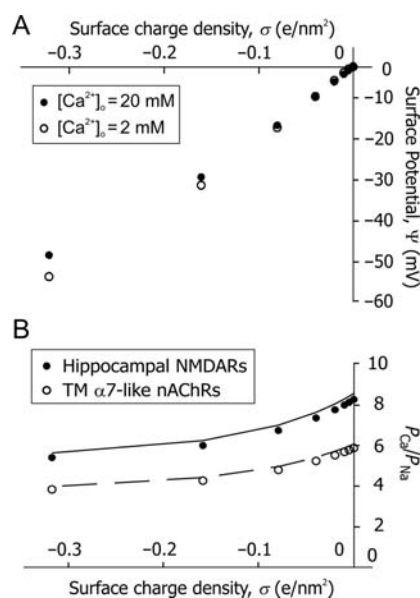 A
Surface charge density, σ (e/nm²)
−0.3 −0.2 −0.1 0
[Ca²⁺]ₒ = 20 mM
[Ca²⁺]ₒ = 2 mM
0
−10
−20
−30
−40
−50
−60
Surface Potential, Ψ (mV)
B
Hippocampal NMDARs
TM α7-like nAChRs
10
8
6
4
2
0
P_Ca/P_Na
−0.3 −0.2 −0.1 0
Surface charge density, σ (e/nm²)